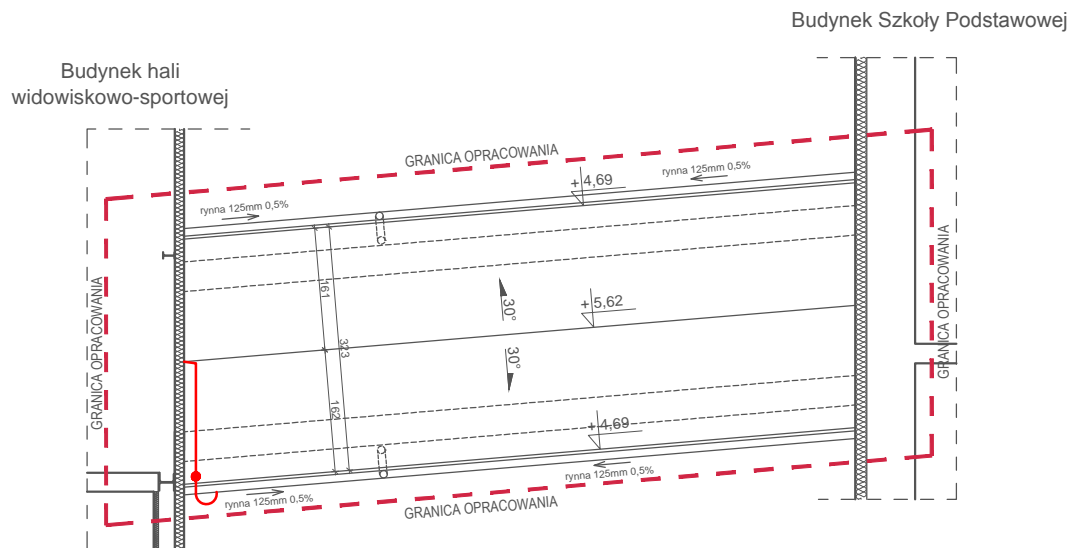 Budynek Szkoły Podstawowej
Budynek hali
widowiskowo-sportowej
GRANICA OPRACOWANIA
rynna 125mm 0,5%
+ 4,69
rynna 125mm 0,5%
161
323
162
30°
30°
+ 5,62
+ 4,69
GRANICA OPRACOWANIA
GRANICA OPRACOWANIA
rynna 125mm 0,5%
rynna 125mm 0,5%
GRANICA OPRACOWANIA